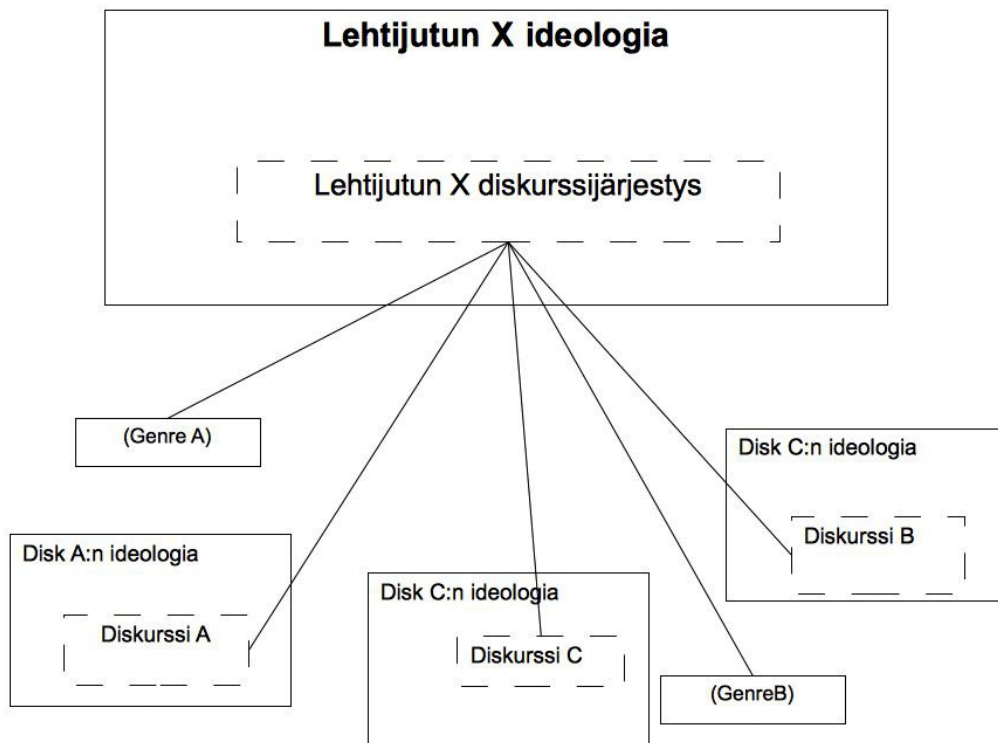 Lehtijutun X ideologia
Lehtijutun X diskurssijärjestys
(Genre A)
Disk C:n ideologia
Diskurssi B
Disk A:n ideologia
Diskurssi A
Disk C:n ideologia
Diskurssi C
(GenreB)